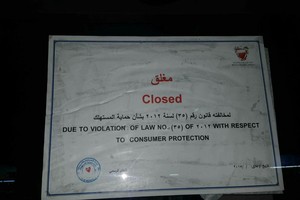 مغلق
Closed
لمخالفته قانون رقم (٣٥) لسنة ٢٠١٢ بشأن حماية المستهلك
DUE TO VIOLATION OF LAW NO. (٣٥) OF ٢٠١٢ WITH RESPECT
TO CONSUMER PROTECTION